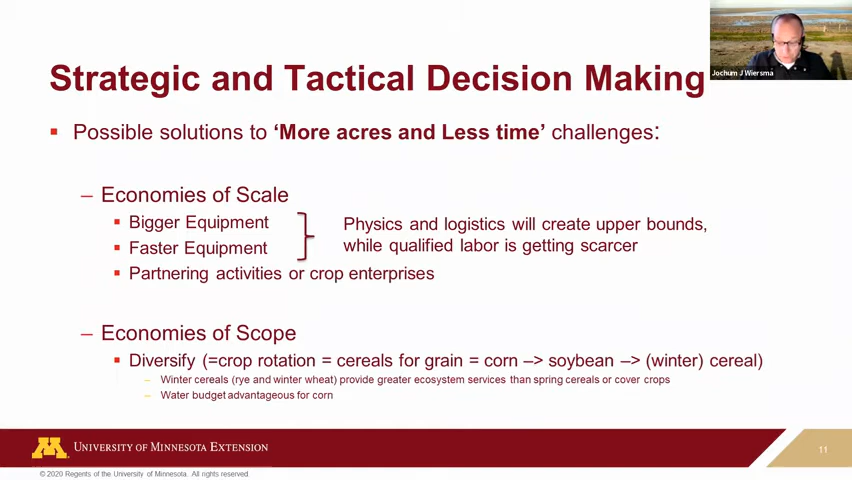 Jochum J Wiersma
Strategic and Tactical Decision Making
Possible solutions to ‘More acres and Less time’ challenges:
– Economies of Scale
Bigger Equipment
Faster Equipment
Physics and logistics will create upper bounds,
while qualified labor is getting scarcer
Partnering activities or crop enterprises
– Economies of Scope
Diversify (=crop rotation = cereals for grain = corn –> soybean –> (winter) cereal)
– Winter cereals (rye and winter wheat) provide greater ecosystem services than spring cereals or cover crops
– Water budget advantageous for corn
M UNIVERSITY OF MINNESOTA EXTENSION
11
© 2020 Regents of the University of Minnesota. All rights reserved